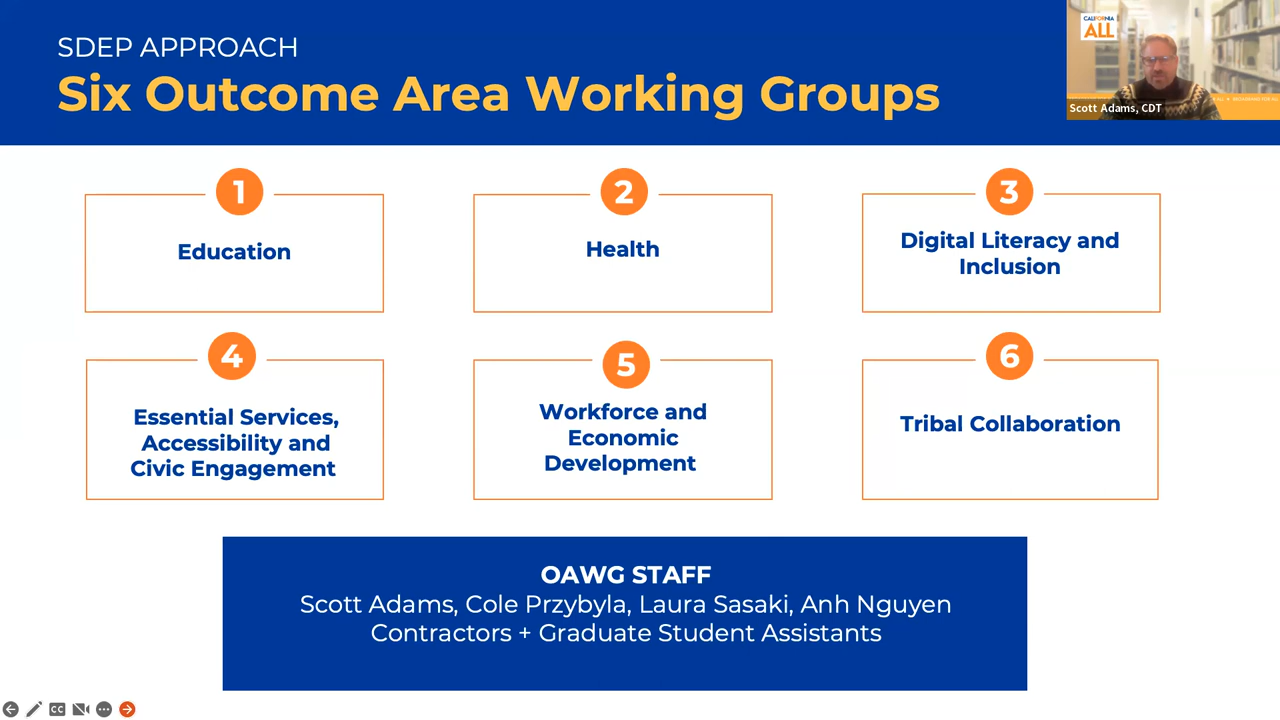 SDEP APPROACH
Six Outcome Area Working Groups
CALIFORNIA
ALL
Scott Adams, CDT
1
Education
2
Health
3
Digital Literacy and
Inclusion
4
Essential Services,
Accessibility and
Civic Engagement
5
Workforce and
Economic
Development
6
Tribal Collaboration
OAWG STAFF
Scott Adams, Cole Przybyla, Laura Sasaki, Anh Nguyen
Contractors + Graduate Student Assistants
CC